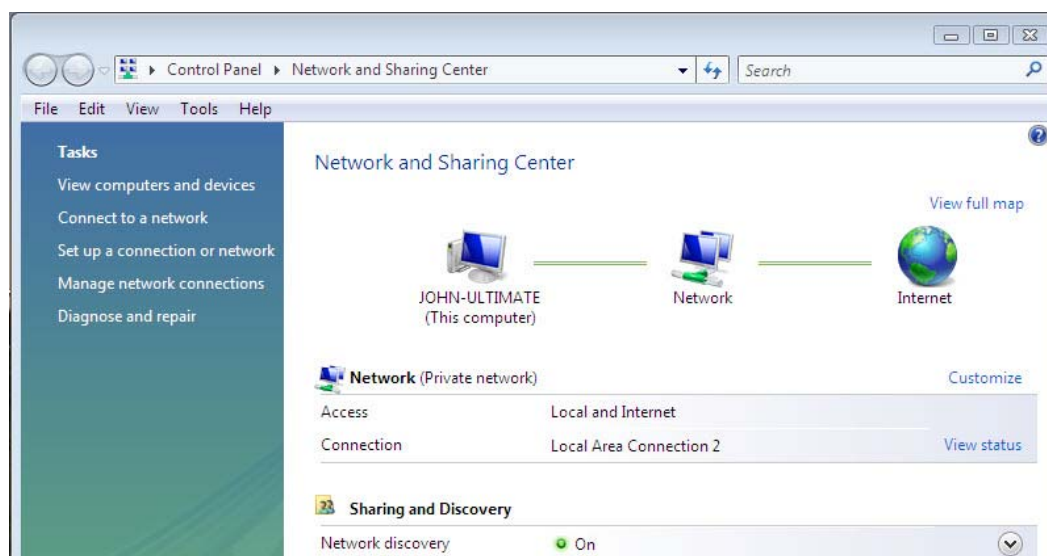 Control Panel Network and Sharing Center Search
File Edit View Tools Help
Tasks
View computers and devices
Connect to a network
Set up a connection or network
Manage network connections
Diagnose and repair
Network and Sharing Center
View full map
JOHN-ULTIMATE
(This computer)
Network
Internet
Network (Private network) Customize
Access Local and Internet
Connection Local Area Connection 2 View status
Sharing and Discovery
Network discovery On